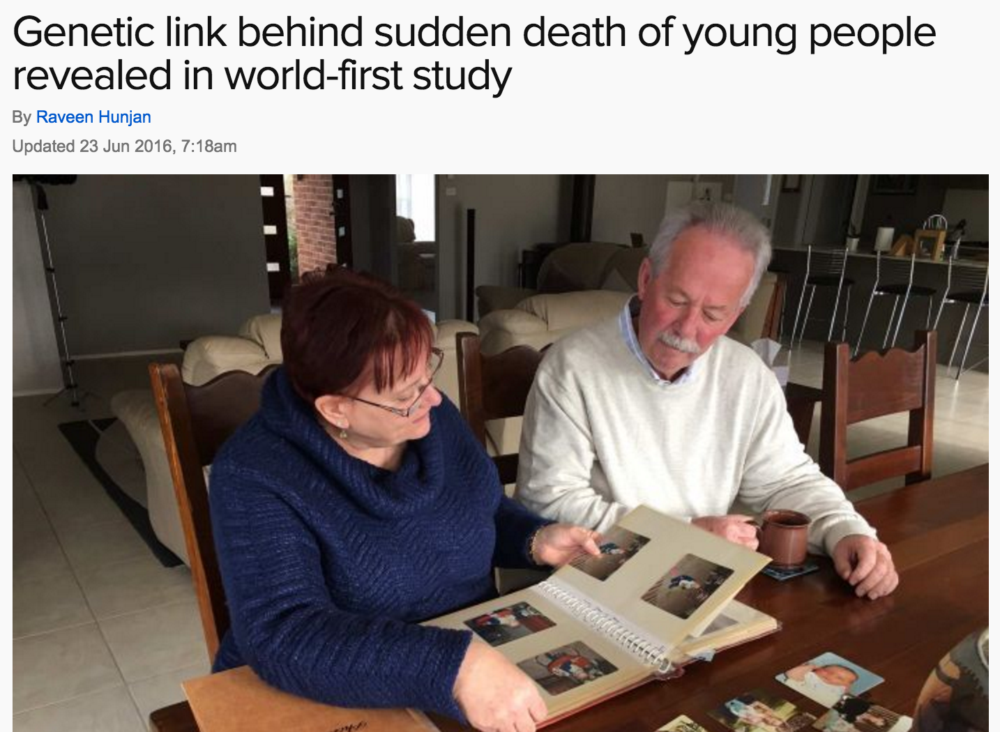 Genetic link behind sudden death of young people
revealed in world-first study
By Raveen Hunjan
Updated 23 Jun 2016, 7:18am